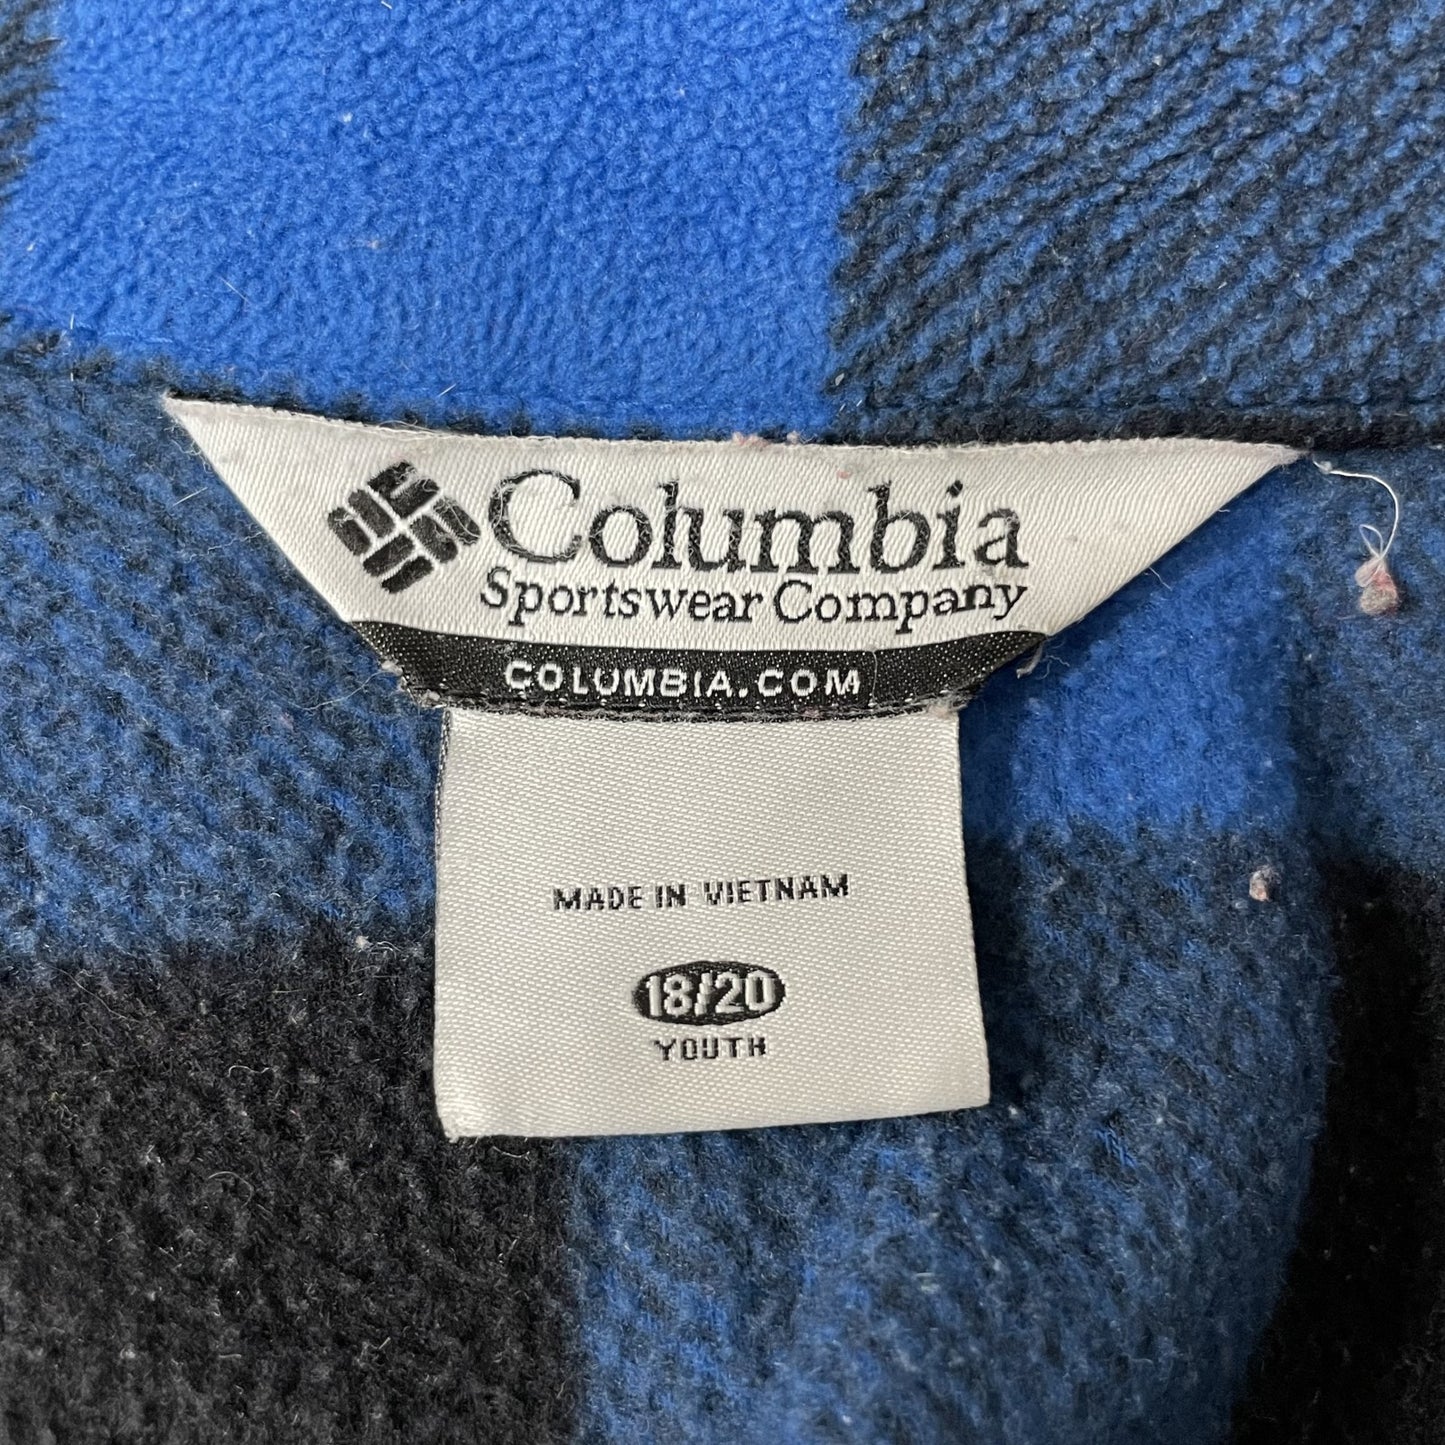 Columbia
Sportswear Company
COLUMBIA.COM
MADE IN VIETNAM
18/20
YOUTH